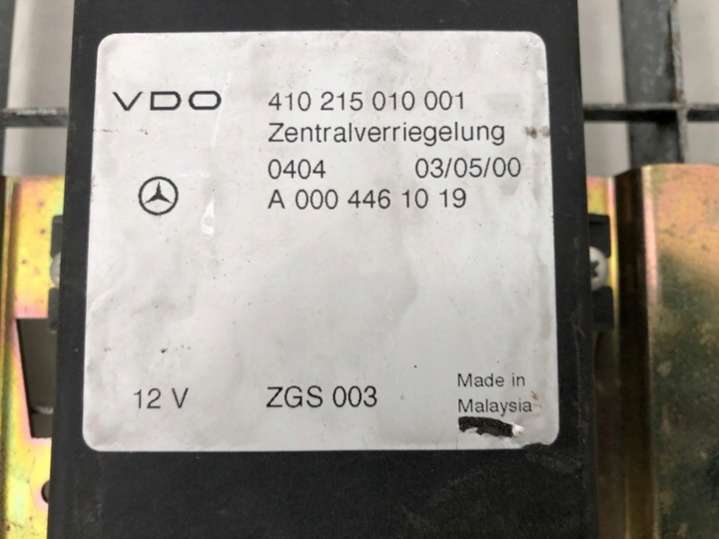 VDO 410 215 010 001
Zentralverriegelung
0404 03/05/00
A 000 446 10 19
12 V ZGS 003 Made in
Malaysia